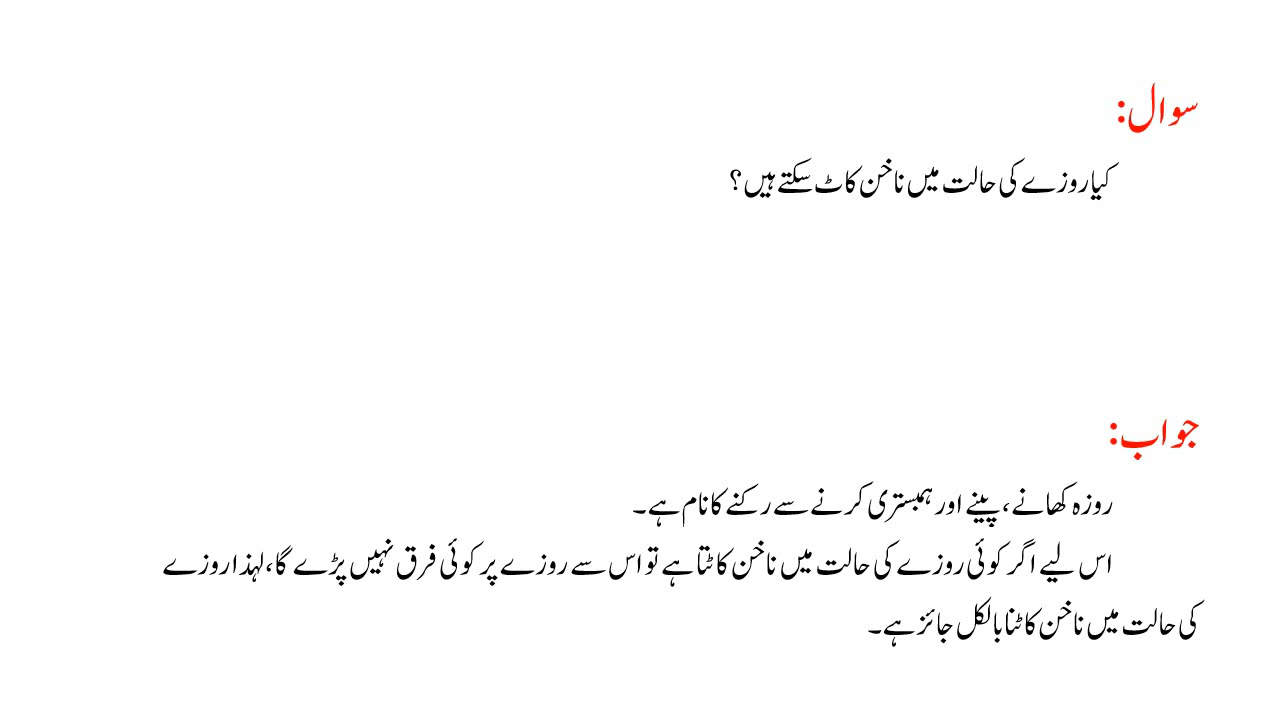 سوال:
کیا روزے کی حالت میں ناخن کاٹ سکتے ہیں؟
جواب:
روزہ کھانے، پینے اور ہمبستری کرنے سے رکنے کا نام ہے۔
اس لیے اگر کوئی روزے کی حالت میں ناخن کاٹتا ہے تو اس سے روزے پر کوئی فرق نہیں پڑے گا، لہذا روزے
کی حالت میں ناخن کاٹنا بالکل جائز ہے۔